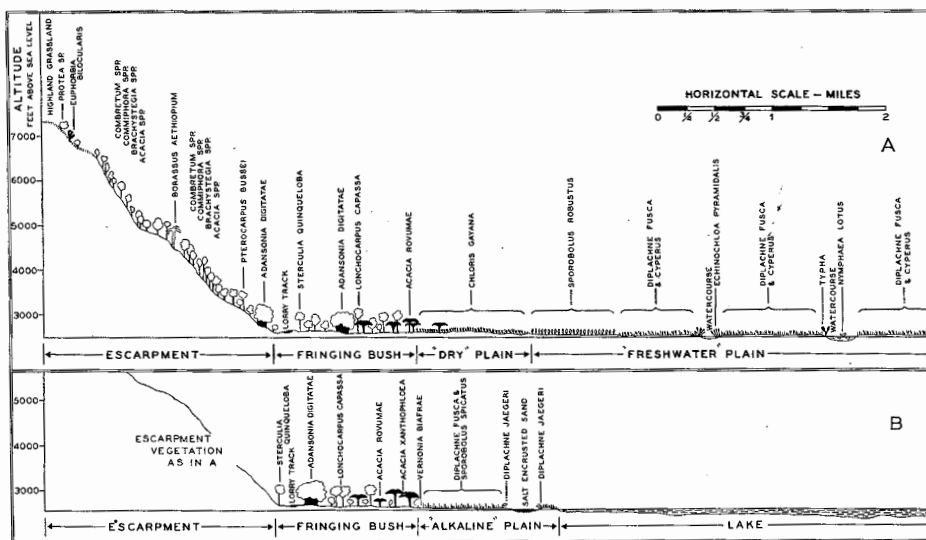 ALTITUDE
FEET ABOVE SEA LEVEL
HIGHLAND GRASSLAND
PROTEA SP.
EUPHORBIA
BILOCULARIS
COMBRETUM SPP.
COMMIPHORA SPP.
BRACHYSTEGIA SPP.
ACACIA SPP.
BORASSUS AETHIOPIUM
COMBRETUM SPP.
COMMIPHORA SPP.
BRACHYSTEGIA SPP.
ACACIA SPP.
PTEROCARPUS BUSSEI
ADANSONIA DIGITATAE
LORRY TRACK
STERCULIA QUINQUELOBA
ADANSONIA DIGITATAE
LONCHOCARPUS CAPASSA
ACACIA ROVUMAE
CHLORIS GAYANA
SPOROBOLUS ROBUSTUS
DIPLACHNE FUSCA
& CYPERUS
WATERCOURSE
ECHINOCHLOA PYRAMIDALIS
DIPLACHNE FUSCA
& CYPERUS
TYPHA
WATERCOURSE
NYMPHAEA LOTUS
DIPLACHNE FUSCA
& CYPERUS
HORIZONTAL SCALE – MILES
0 ¼ ½ ¾ 1 2
A
7000
6000
5000
4000
3000
ESCARPMENT FRINGING BUSH "DRY" PLAIN "FRESHWATER" PLAIN
5000
4000
3000
ESCARPMENT
VEGETATION
AS IN A
STERCULIA
QUINQUELOBA
LORRY TRACK
ADANSONIA DIGITATAE
LONCHOCARPUS CAPASSA
ACACIA ROVUMAE
ACACIA XANTHOPHLOEA
VERNONIA BIAFRAE
DIPLACHNE FUSCA &
SPOROBOLUS SPICATUS
DIPLACHNE JAEGERI
SALT ENCRUSTED SAND
DIPLACHNE JAEGERI
B
ESCARPMENT FRINGING BUSH "ALKALINE" PLAIN LAKE